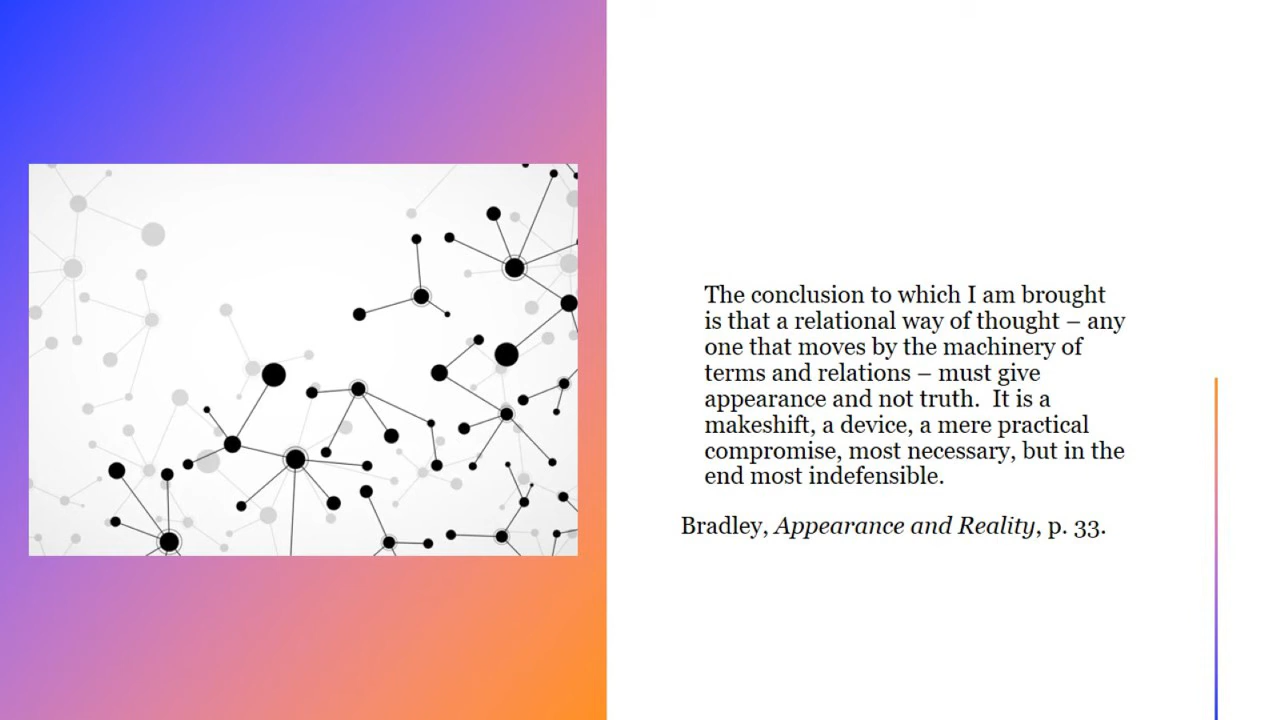 The conclusion to which I am brought
is that a relational way of thought – any
one that moves by the machinery of
terms and relations – must give
appearance and not truth.  It is a
makeshift, a device, a mere practical
compromise, most necessary, but in the
end most indefensible.
Bradley, Appearance and Reality, p. 33.